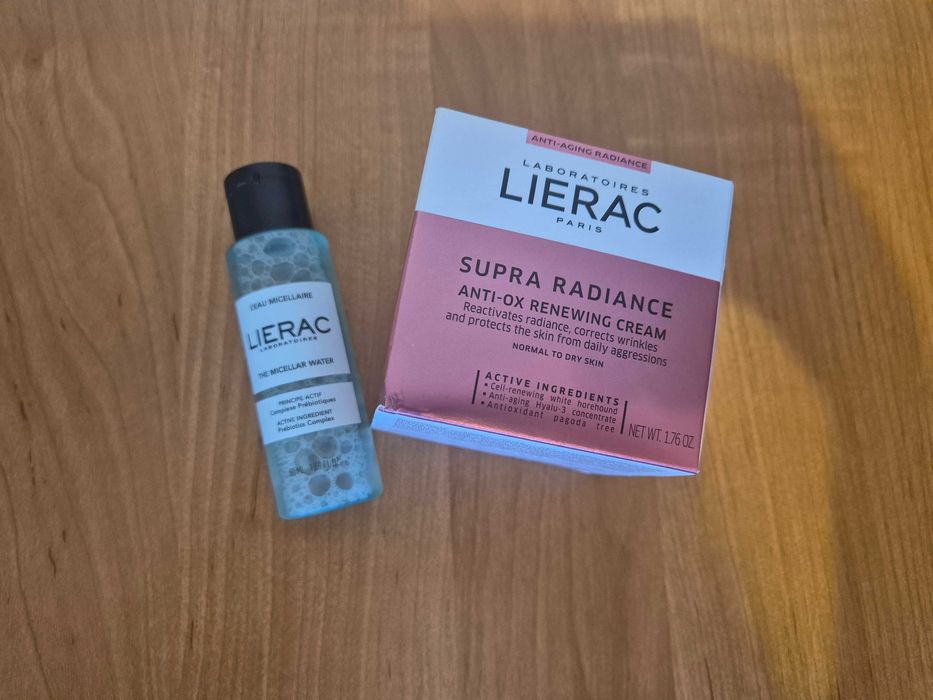 L'EAU MICELLAIRE
LIERAC
LABORATOIRES
THE MICELLAR WATER
PRINCIPE ACTIF
Complexe Prébiotiques
ACTIVE INGREDIENT
Prebiotics Complex
ANTI-AGING RADIANCE
LABORATOIRES
LIERAC
PARIS
SUPRA RADIANCE
ANTI-OX RENEWING CREAM
Reactivates radiance, corrects wrinkles
and protects the skin from daily aggressions
NORMAL TO DRY SKIN
ACTIVE INGREDIENTS
• Cell-renewing white horehound
• Anti-aging Hyalu-3 concentrate
• Antioxidant pagoda tree
NET WT. 1.76 OZ.